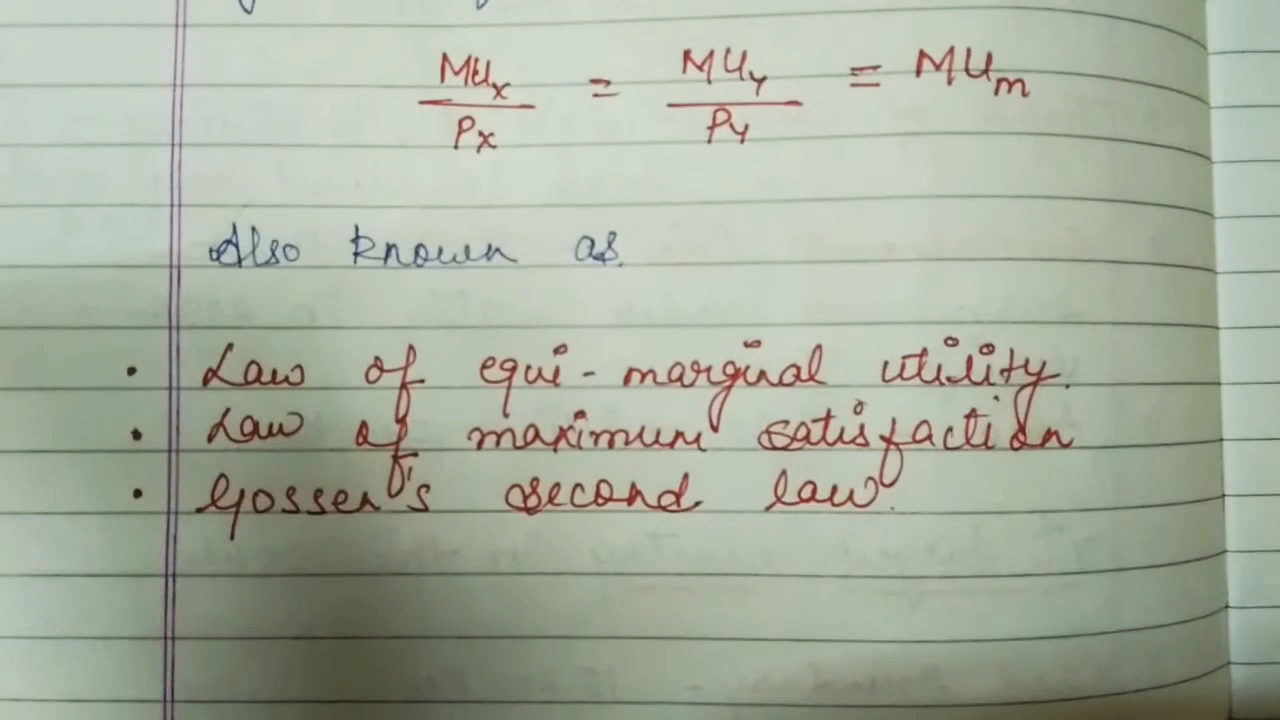 MUx / Px = MUy / Py = MUm
Also known as
• Law of equi-marginal utility.
• Law of maximum satisfaction
• Gossen's second law.